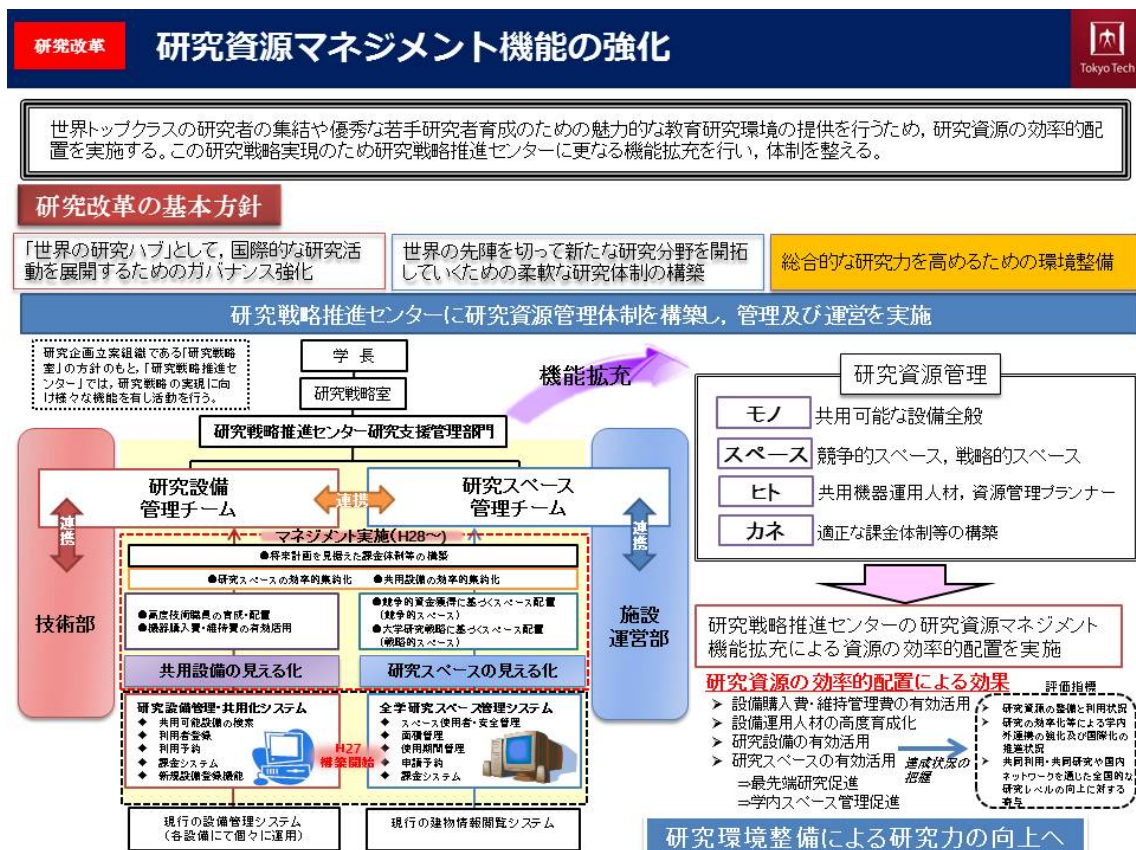 研究改革
研究資源マネジメント機能の強化
Tokyo Tech
世界トップクラスの研究者の集結や優秀な若手研究者育成のための魅力的な教育研究環境の提供を行うため，研究資源の効率的配
置を実施する。この研究戦略実現のため研究戦略推進センターに更なる機能拡充を行い，体制を整える。
研究改革の基本方針
「世界の研究ハブ」として，国際的な研究活
動を展開するためのガバナンス強化
世界の先陣を切って新たな研究分野を開拓
していくための柔軟な研究体制の構築
総合的な研究力を高めるための環境整備
研究戦略推進センターに研究資源管理体制を構築し，管理及び運営を実施
研究企画立案組織である「研究戦略
室」の方針のもと，「研究戦略推進セ
ンター」では，研究戦略の実現に向
け様々な機能を有し活動を行う。
学 長
研究戦略室
研究戦略推進センター研究支援管理部門
機能拡充
技術部
連携
研究設備
管理チーム
連携
研究スペース
管理チーム
連携
施設
運営部
マネジメント実施(H28～)
●将来計画を見据えた課金体制等の構築
●研究スペースの効率的集約化 ●共用設備の効率的集約化
●高度技術職員の育成・配置
●機器購入費・維持費の有効活用
●競争的資金獲得に基づくスペース配置
(競争的スペース)
●大学研究戦略に基づくスペース配置
(戦略的スペース)
共用設備の見える化
研究スペースの見える化
研究設備管理・共用化システム
◆ 共用可能設備の検索
◆ 利用者登録
◆ 利用予約
◆ 課金システム
◆ 新規設備登録機能
H27
構築開始
全学研究スペース管理システム
◆ スペース使用者・安全管理
◆ 面積管理
◆ 使用期間管理
◆ 申請予約
◆ 課金システム
現行の設備管理システム
(各設備にて個々に運用)
現行の建物情報閲覧システム
研究資源管理
モノ 共用可能な設備全般
スペース 競争的スペース，戦略的スペース
ヒト 共用機器運用人材，資源管理プランナー
カネ 適正な課金体制等の構築
研究戦略推進センターの研究資源マネジメント
機能拡充による資源の効率的配置を実施
研究資源の効率的配置による効果
➢ 設備購入費・維持管理費の有効活用
➢ 設備運用人材の高度育成化
➢ 研究設備の有効活用
➢ 研究スペースの有効活用
⇒最先端研究促進
⇒学内スペース管理促進
達成状況の
把握
評価指標
➢ 研究資源の整備と利用状況
➢ 研究の効率化等による学内
外連携の強化及び国際化の
推進状況
➢ 共同利用・共同研究や国内
ネットワークを通じた全国的な
研究レベルの向上に対する
寄与
研究環境整備による研究力の向上へ